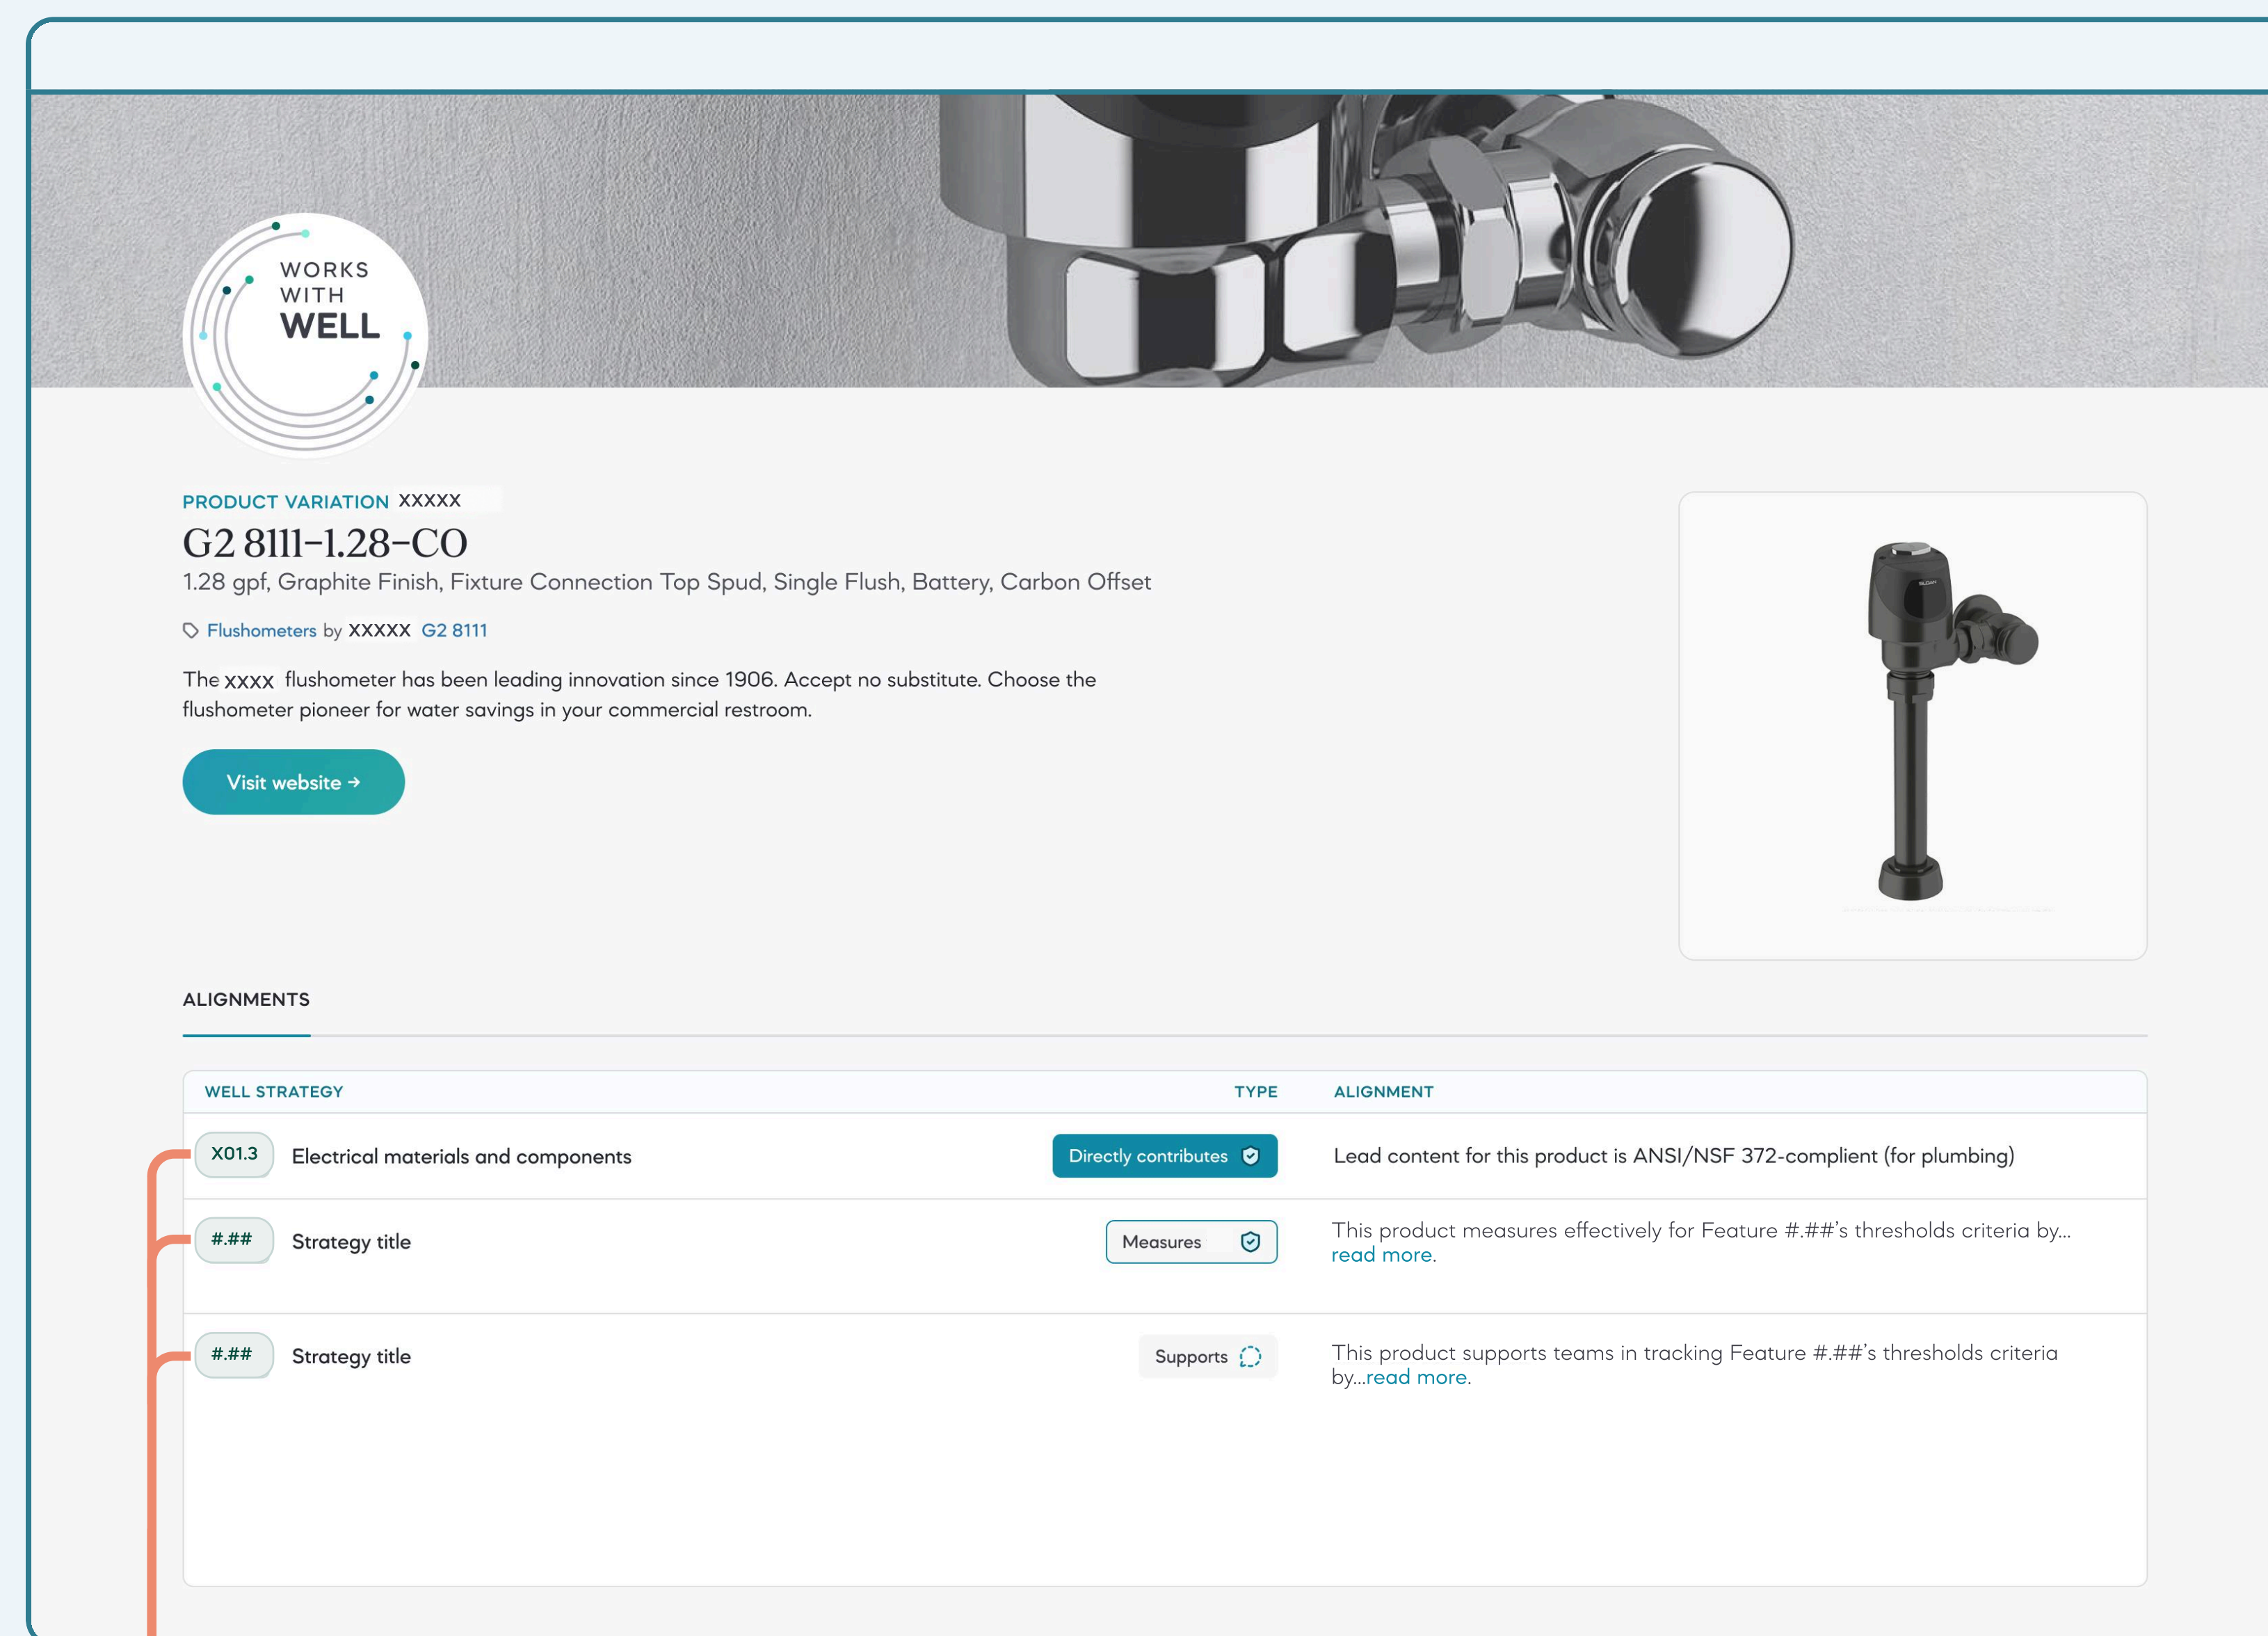 WORKS
WITH
WELL
PRODUCT VARIATION XXXXX
G2 8111-1.28-CO
1.28 gpf, Graphite Finish, Fixture Connection Top Spud, Single Flush, Battery, Carbon Offset
Flushometers by XXXXX G2 8111
The XXXX flushometer has been leading innovation since 1906. Accept no substitute. Choose the
flushometer pioneer for water savings in your commercial restroom.
Visit website →
SLOAN
ALIGNMENTS
WELL STRATEGY TYPE ALIGNMENT
X01.3 Electrical materials and components Directly contributes Lead content for this product is ANSI/NSF 372-complient (for plumbing)
#.## Strategy title Measures This product measures effectively for Feature #.##’s thresholds criteria by...
read more.
#.## Strategy title Supports This product supports teams in tracking Feature #.##’s thresholds criteria
by...read more.